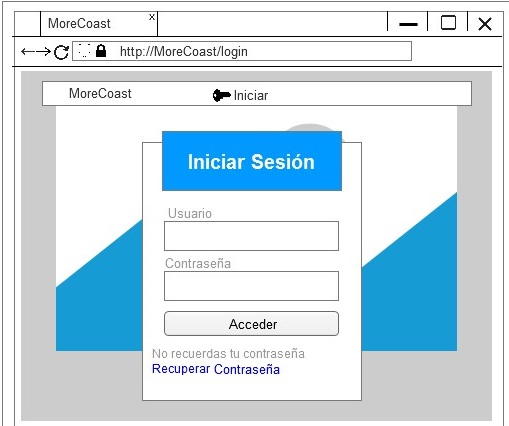 MoreCoast x
http://MoreCoast/login
MoreCoast Iniciar
Iniciar Sesión
Usuario
Contraseña
Acceder
No recuerdas tu contraseña
Recuperar Contraseña